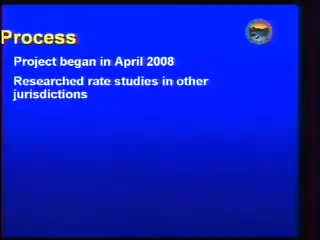 Process
Project began in April 2008
Researched rate studies in other
jurisdictions